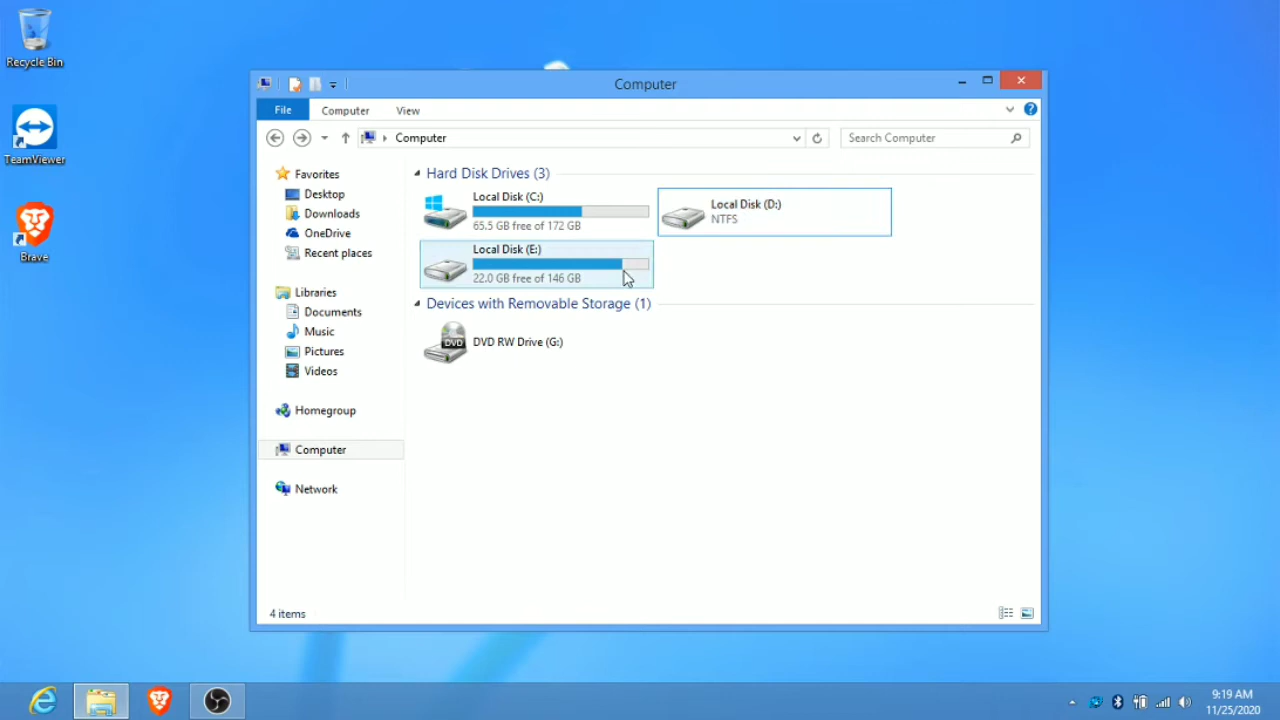 Recycle Bin
TeamViewer
Brave
Computer
File
Computer
View
Computer
Search Computer
Favorites
Desktop
Downloads
OneDrive
Recent places
Libraries
Documents
Music
Pictures
Videos
Homegroup
Computer
Network
Hard Disk Drives (3)
Local Disk (C:)
65.5 GB free of 172 GB
Local Disk (D:)
NTFS
Local Disk (E:)
22.0 GB free of 146 GB
Devices with Removable Storage (1)
DVD
DVD RW Drive (G:)
4 items
9:19 AM
11/25/2020